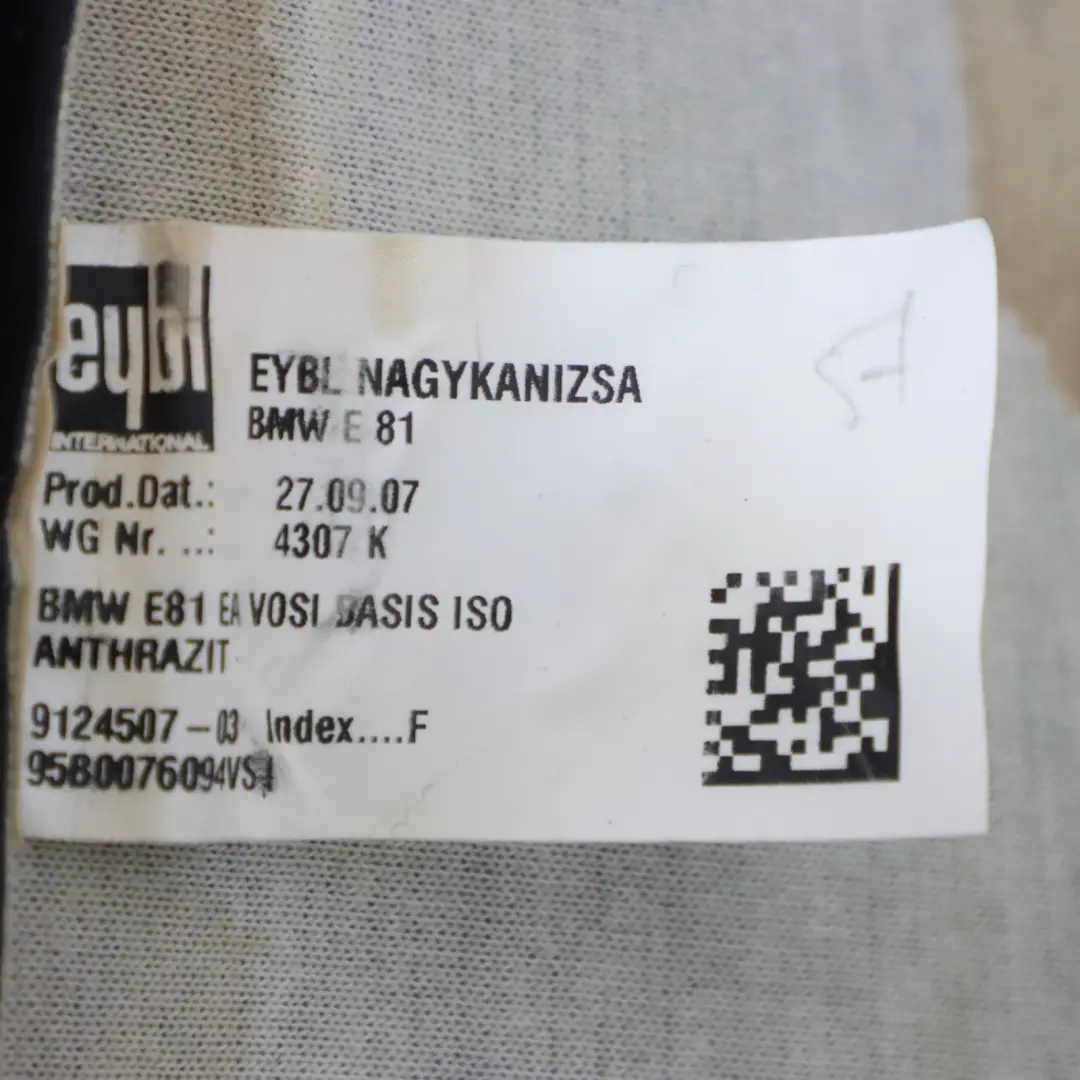 eybl
INTERNATIONAL
EYBL NAGYKANIZSA
BMW E 81
Prod.Dat.: 27.09.07
WG Nr. ...: 4307 K
BMW E81 EA VOSI BASIS ISO
ANTHRAZIT
9124507-03 Index....F